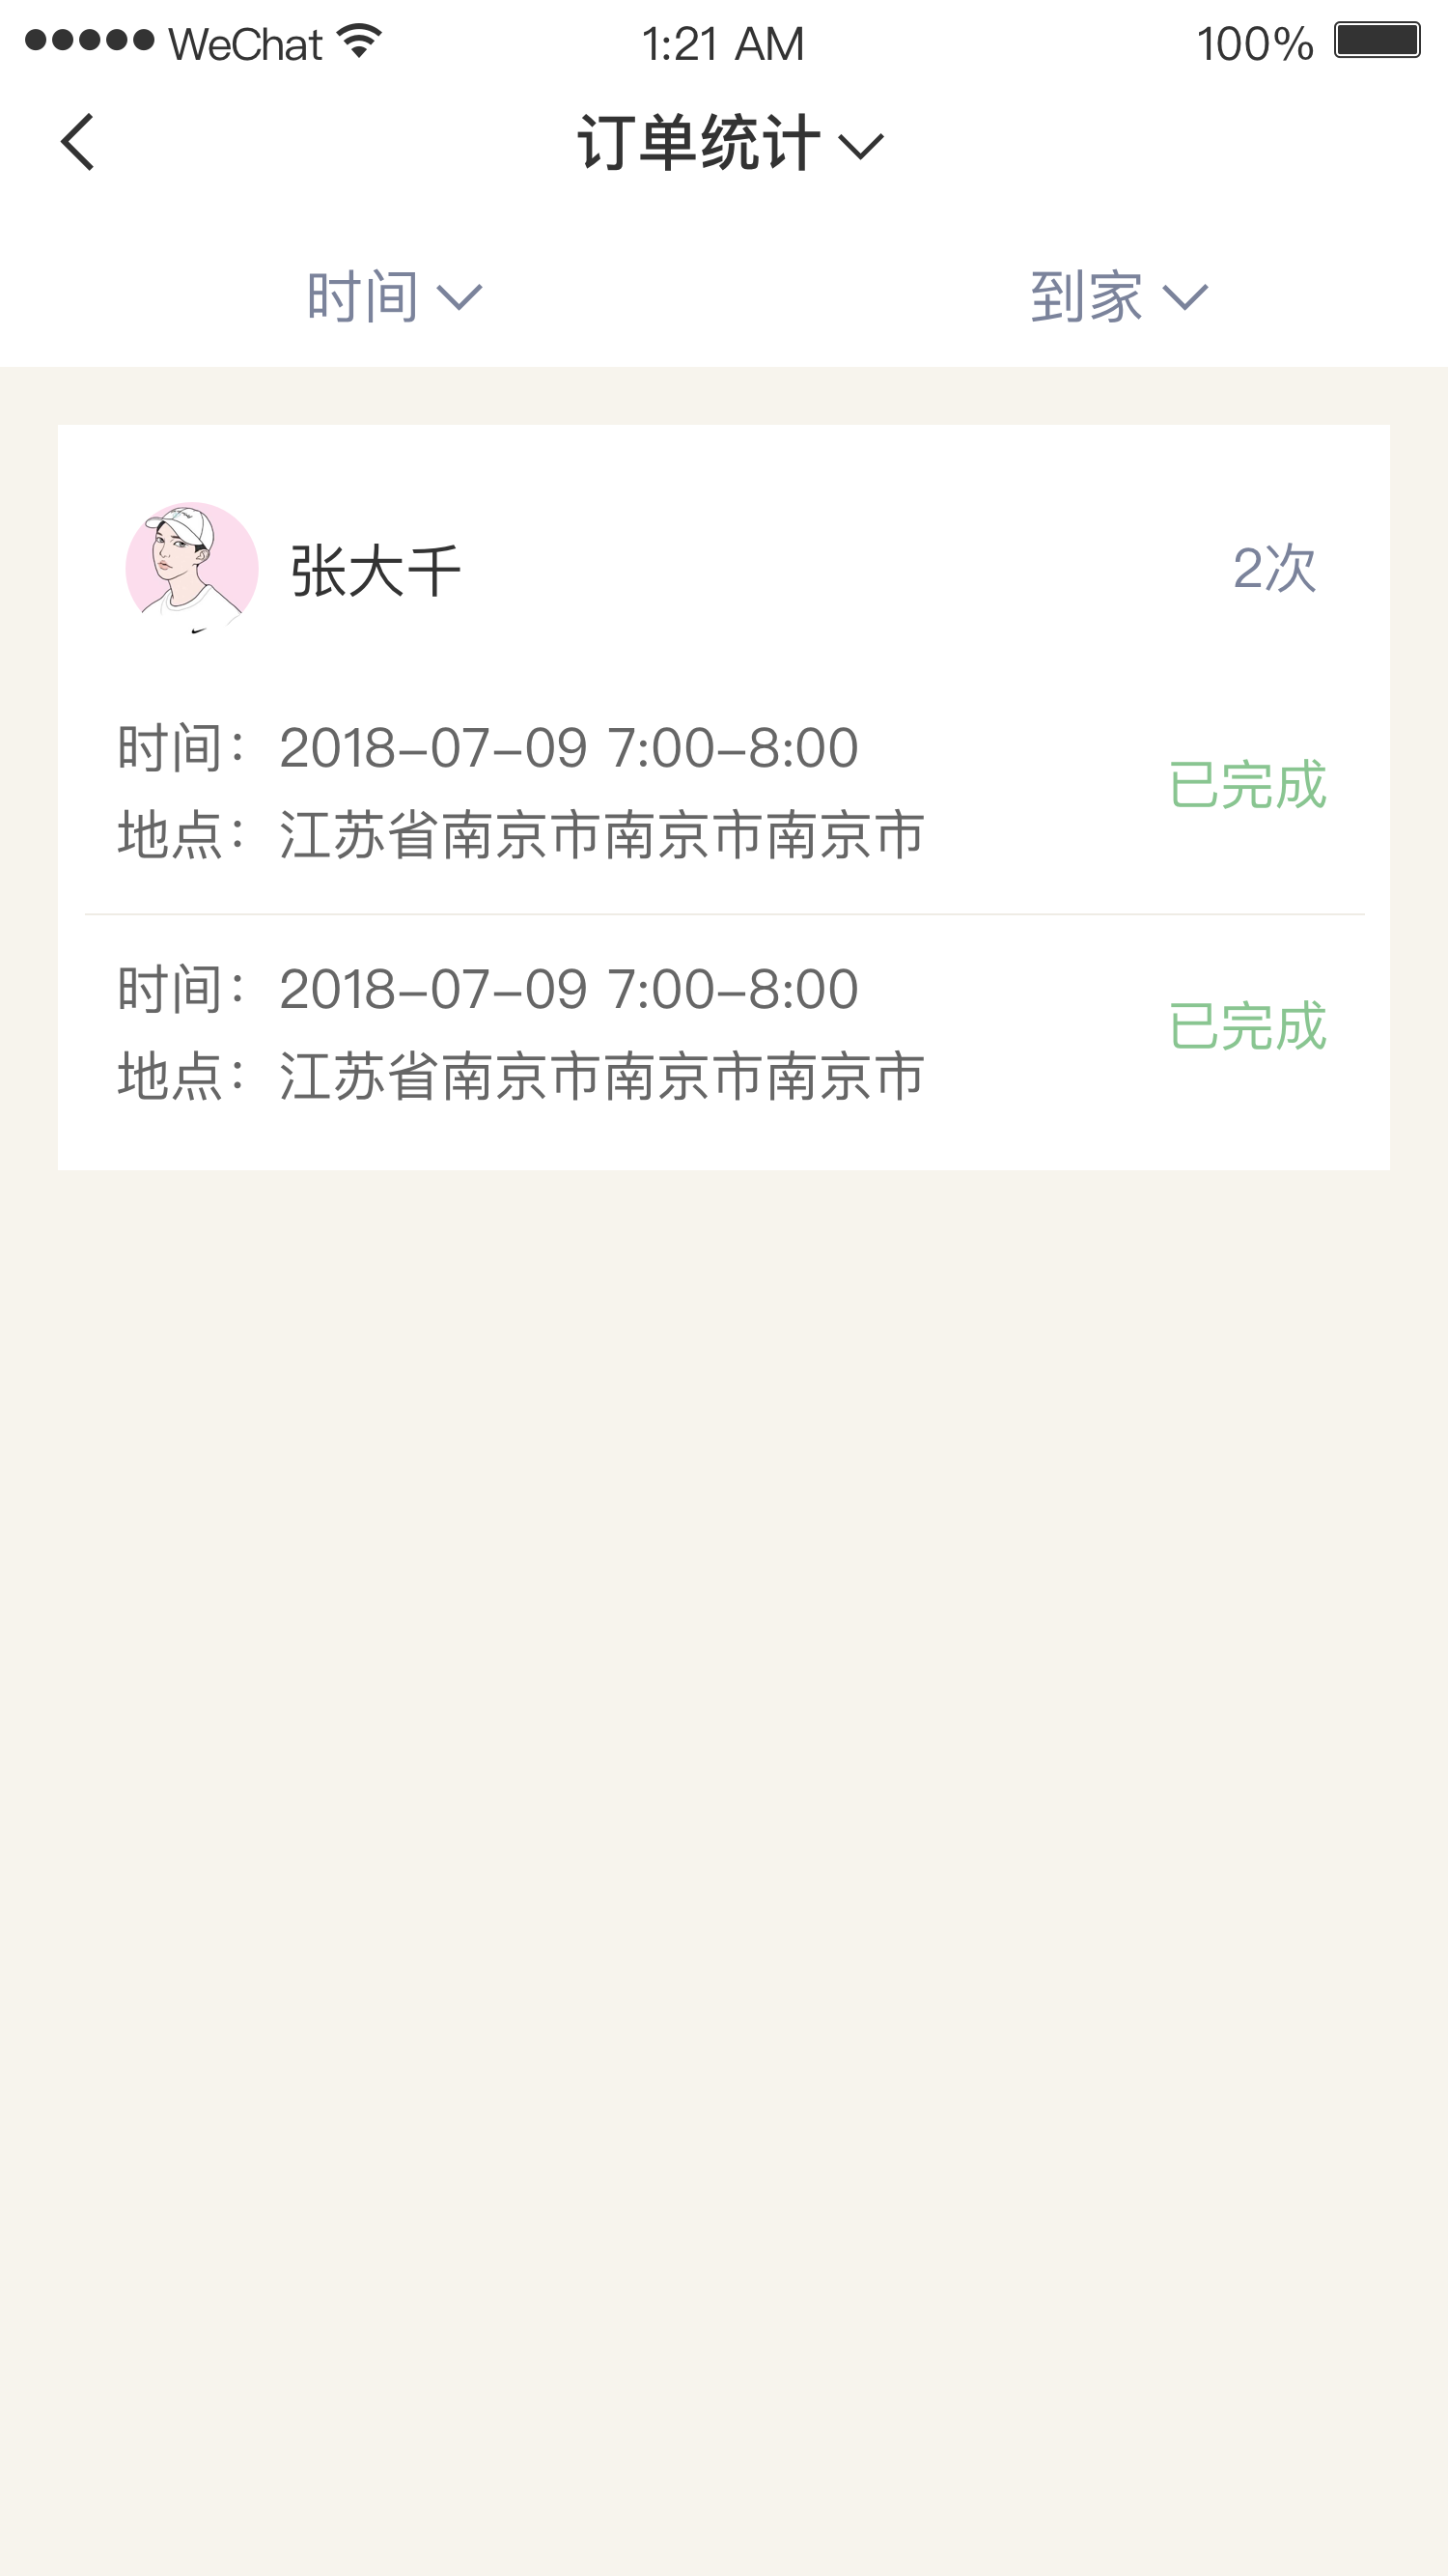 WeChat 1:21 AM 100%
订单统计
时间 到家
张大千 2次
时间：2018-07-09 7:00-8:00
已完成
地点：江苏省南京市南京市南京市
时间：2018-07-09 7:00-8:00
已完成
地点：江苏省南京市南京市南京市